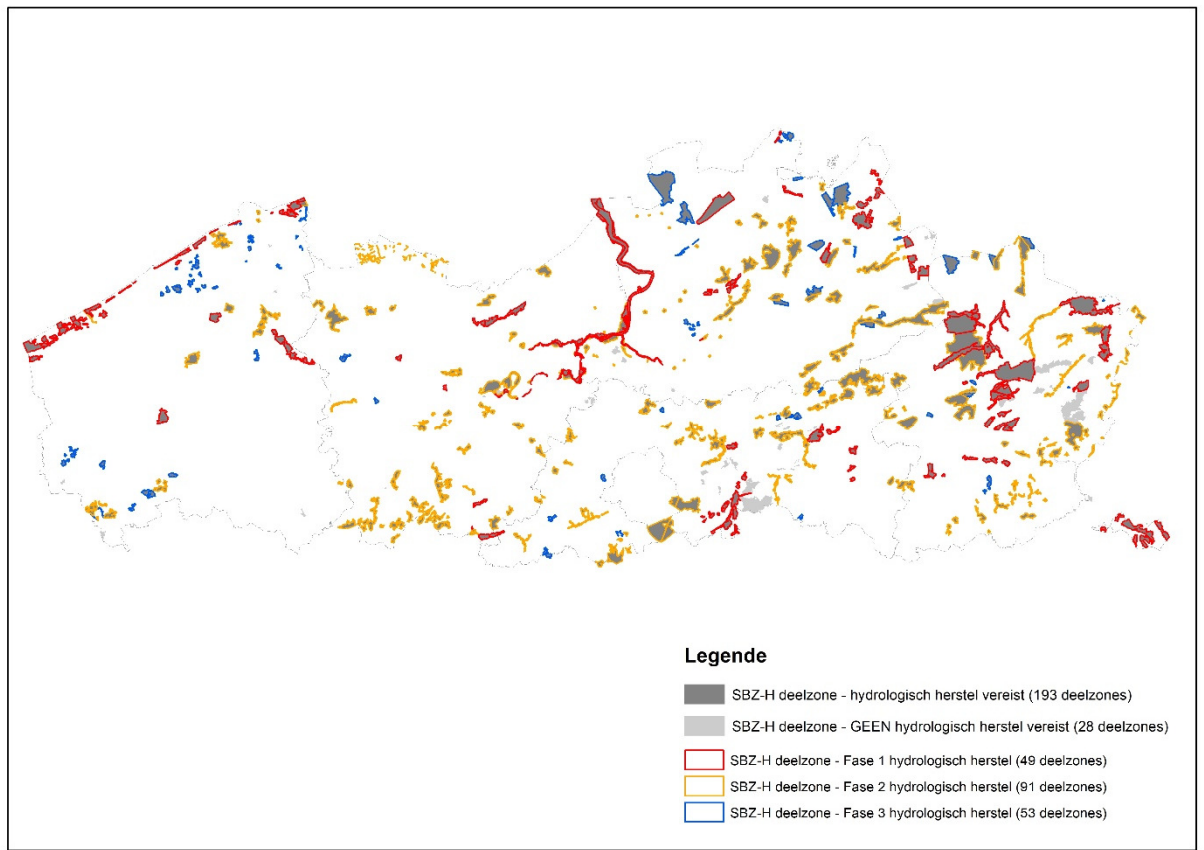 Legende
SBZ-H deelzone - hydrologisch herstel vereist (193 deelzones)
SBZ-H deelzone - GEEN hydrologisch herstel vereist (28 deelzones)
SBZ-H deelzone - Fase 1 hydrologisch herstel (49 deelzones)
SBZ-H deelzone - Fase 2 hydrologisch herstel (91 deelzones)
SBZ-H deelzone - Fase 3 hydrologisch herstel (53 deelzones)